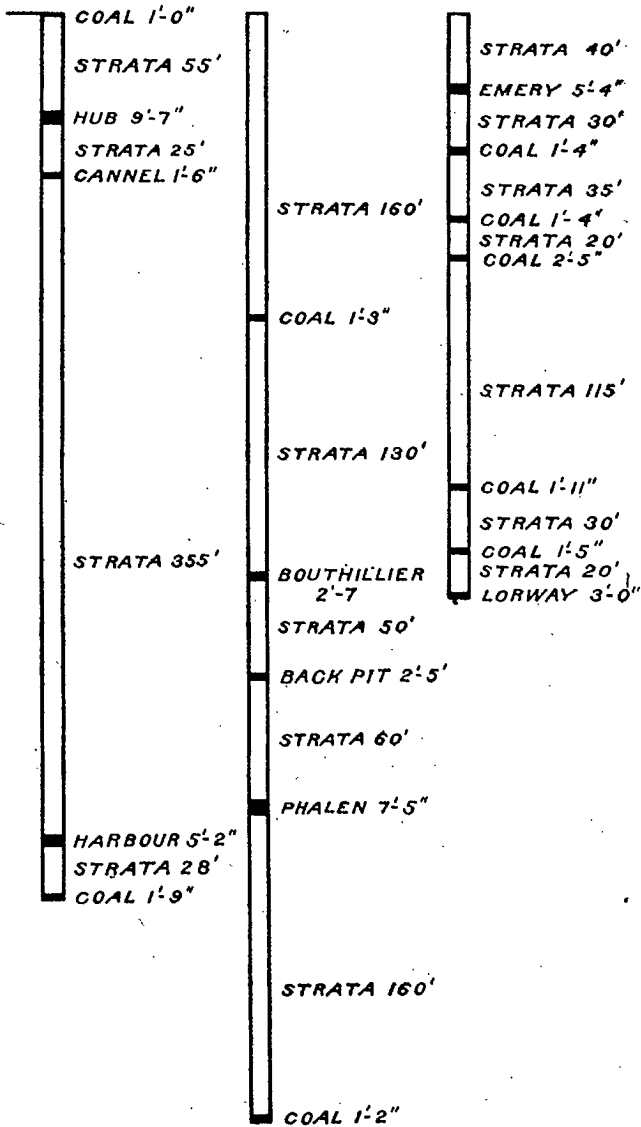 COAL 1'-0"
STRATA 55'
HUB 9'-7"
STRATA 25'
CANNEL 1'-6"
STRATA 355'
HARBOUR 5'-2"
STRATA 28'
COAL 1'-9"
STRATA 160'
COAL 1'-3"
STRATA 130'
BOUTHILLIER
2'-7
STRATA 50'
BACK PIT 2'-5'
STRATA 60'
PHALEN 7'-5"
STRATA 160'
COAL 1'-2"
STRATA 40'
EMERY 5'-4"
STRATA 30'
COAL 1'-4"
STRATA 35'
COAL 1'-4"
STRATA 20'
COAL 2'-5"
STRATA 115'
COAL 1'-11"
STRATA 30'
COAL 1'-5"
STRATA 20'
LORWAY 3'-0"